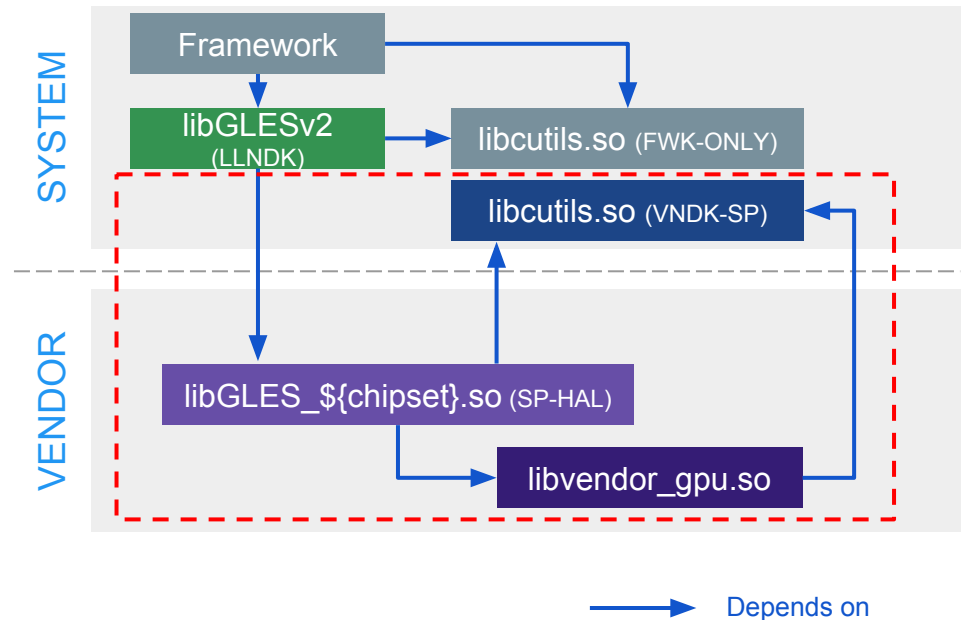 SYSTEM
Framework
libGLESv2
(LLNDK)
libcutils.so (FWK-ONLY)
libcutils.so (VNDK-SP)
VENDOR
libGLES_${chipset}.so (SP-HAL)
libvendor_gpu.so
Depends on